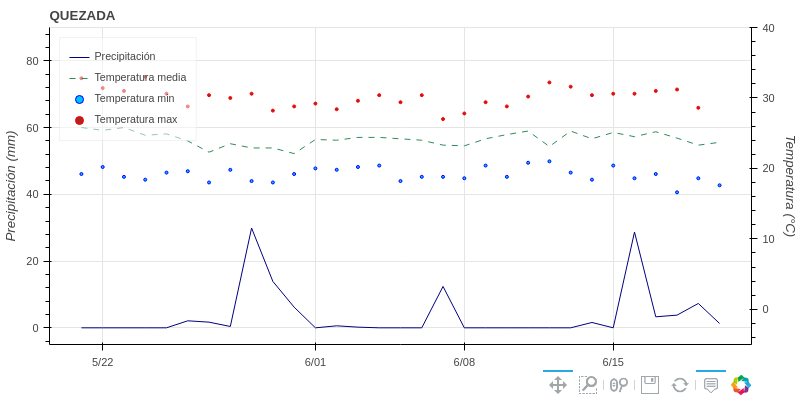 QUEZADA
Precipitación
Temperatura media
Temperatura min
Temperatura max
Precipitación (mm)
80
60
40
20
0
Temperatura (°C)
40
30
20
10
0
5/22
6/01
6/08
6/15